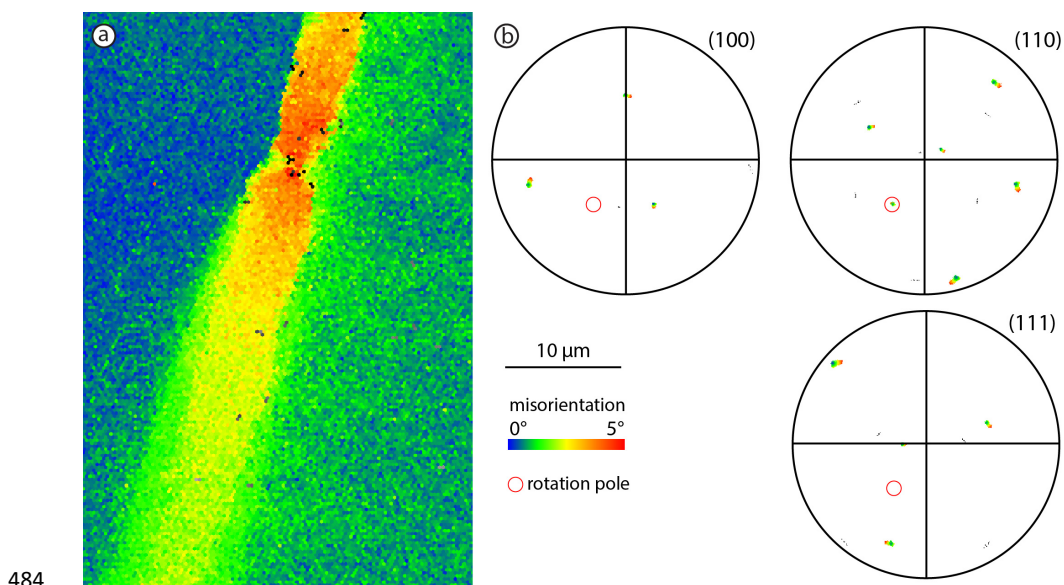 a
b
(100)
(110)
(111)
10 μm
misorientation
0° 5°
rotation pole
484